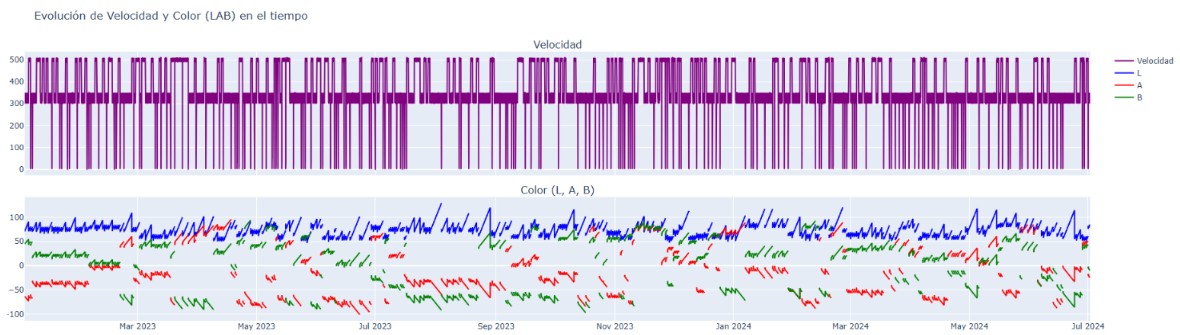 Evolución de Velocidad y Color (LAB) en el tiempo
Velocidad
500
400
300
200
100
0
Velocidad
L
A
B
Color (L, A, B)
100
50
0
−50
−100
Mar 2023
May 2023
Jul 2023
Sep 2023
Nov 2023
Jan 2024
Mar 2024
May 2024
Jul 2024